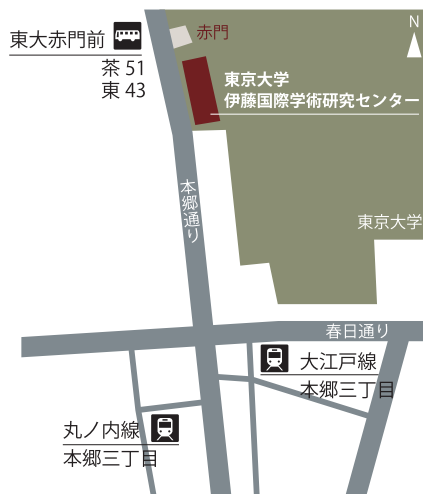 東大赤門前
茶 51
東 43
赤門
N
東京大学
伊藤国際学術研究センター
本郷通り
東京大学
春日通り
大江戸線
本郷三丁目
丸ノ内線
本郷三丁目